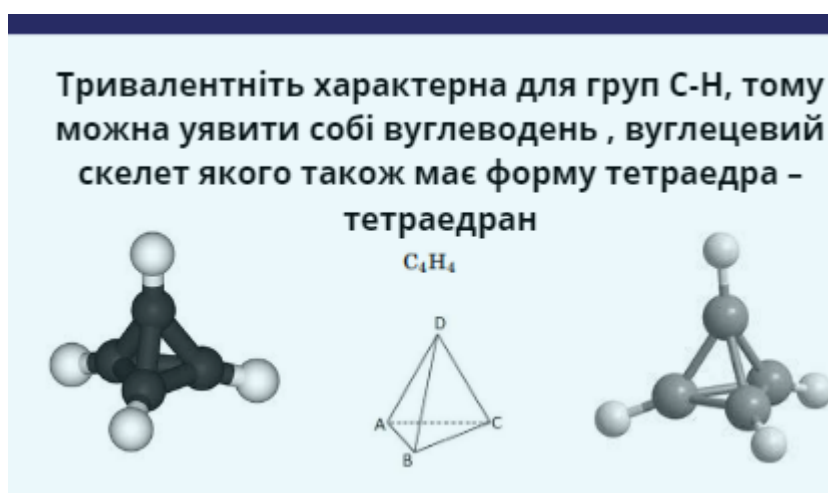 Тривалентніть характерна для груп С-Н, тому
можна уявити собі вуглеводень , вуглецевий
скелет якого також має форму тетраедра –
тетраедран
C₄H₄
D
A
C
B